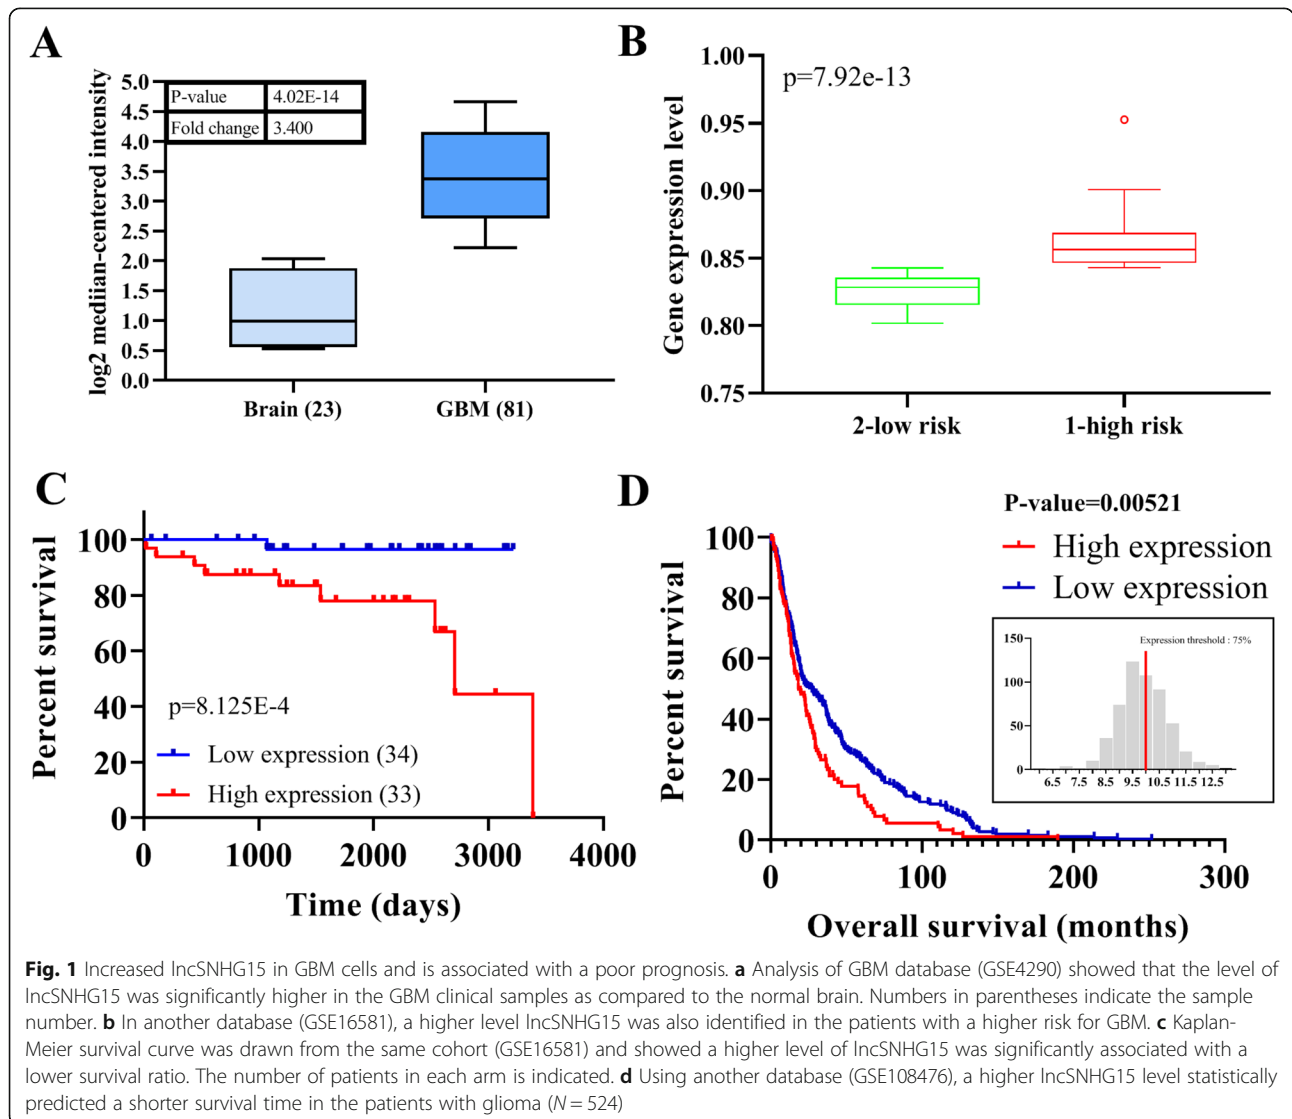 A
log2 mediian-centered intensity
5.0
4.5
4.0
3.5
3.0
2.5
2.0
1.5
1.0
0.5
0.0
P-value 4.02E-14
Fold change 3.400
Brain (23) GBM (81)
B
Gene expression level
1.00
0.95
0.90
0.85
0.80
0.75
p=7.92e-13
2-low risk 1-high risk
C
Percent survival
100
80
60
40
20
0
p=8.125E-4
Low expression (34)
High expression (33)
0 1000 2000 3000 4000
Time (days)
D
P-value=0.00521
High expression
Low expression
Percent survival
100
80
60
40
20
0
Expression threshold : 75%
150
100
50
0
6.5 7.5 8.5 9.5 10.5 11.5 12.5
0 100 200 300
Overall survival (months)
Fig. 1 Increased lncSNHG15 in GBM cells and is associated with a poor prognosis. a Analysis of GBM database (GSE4290) showed that the level of
lncSNHG15 was significantly higher in the GBM clinical samples as compared to the normal brain. Numbers in parentheses indicate the sample
number. b In another database (GSE16581), a higher level lncSNHG15 was also identified in the patients with a higher risk for GBM. c Kaplan-
Meier survival curve was drawn from the same cohort (GSE16581) and showed a higher level of lncSNHG15 was significantly associated with a
lower survival ratio. The number of patients in each arm is indicated. d Using another database (GSE108476), a higher lncSNHG15 level statistically
predicted a shorter survival time in the patients with glioma (N = 524)